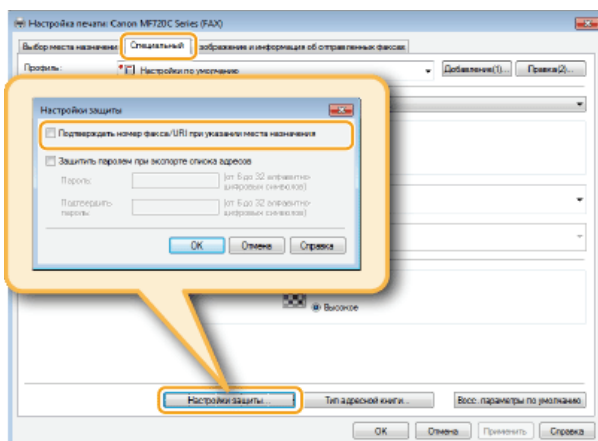 Настройка печати: Canon MF720C Series (FAX)
Выбор места назначени Специальный зображение и информация об отправленных факсах
Профиль: Настройки по умолчанию Добавление(1)... Правка(2)...
Настройки защиты
Подтверждать номер факса/URI при указании места назначения
Защитить паролем при экспорте списка адресов
Пароль: (от 6 до 32 алфавитно-
цифровых символов)
Подтвердить (от 6 до 32 алфавитно-
пароль: цифровых символов)
OK Отмена Справка
Высокое
Настройки защиты... Тип адресной книги... Восс. параметры по умолчанию
OK Отмена Применить Справка